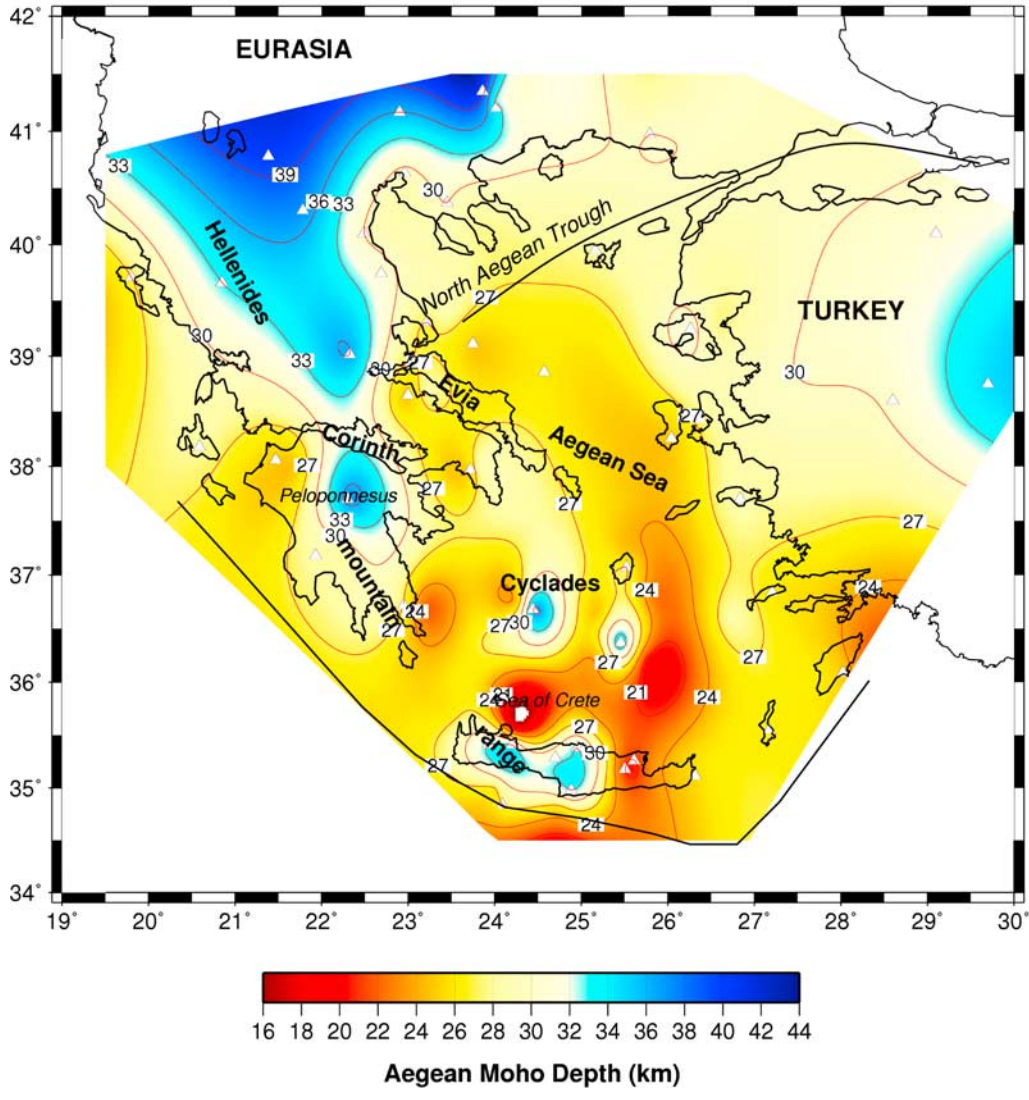 42°
EURASIA
41°
33
39
36
33
30
40°
Hellenides
North Aegean Trough
27
TURKEY
30
39°
33
30
27
30
Evia
27
Corinth
Aegean Sea
38°
27
27
Peloponnesus
27
33
30
27
mountain
37°
Cyclades
24
24
24
27
27
30
27
27
36°
21
24
21
24
Sea of Crete
27
range
30
27
35°
24
34°
19° 20° 21° 22° 23° 24° 25° 26° 27° 28° 29° 30°
16 18 20 22 24 26 28 30 32 34 36 38 40 42 44
Aegean Moho Depth (km)